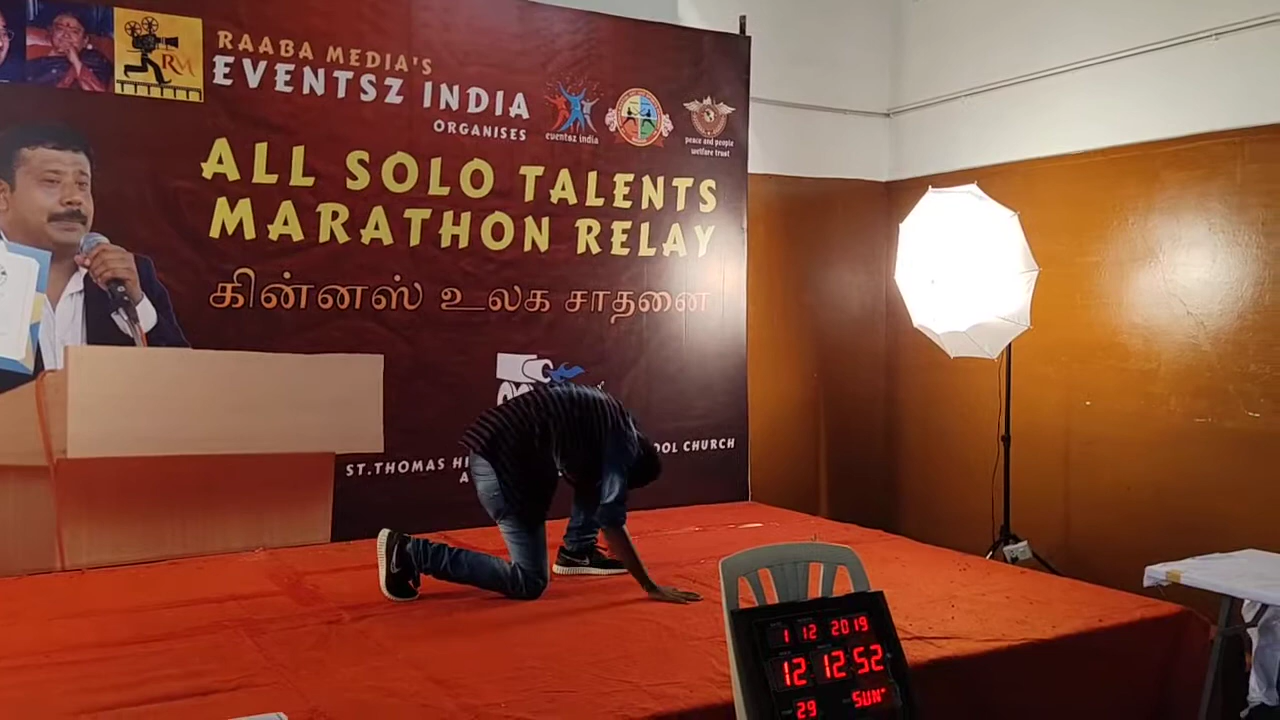 RM
RAABA MEDIA'S
EVENTSZ INDIA
ORGANISES
eventsz india
peace and people
welfare trust
ALL SOLO TALENTS
MARATHON RELAY
கின்னஸ் உலக சாதனை
ST.THOMAS
CHURCH
1 12 2019
12 12 52
29 SUN